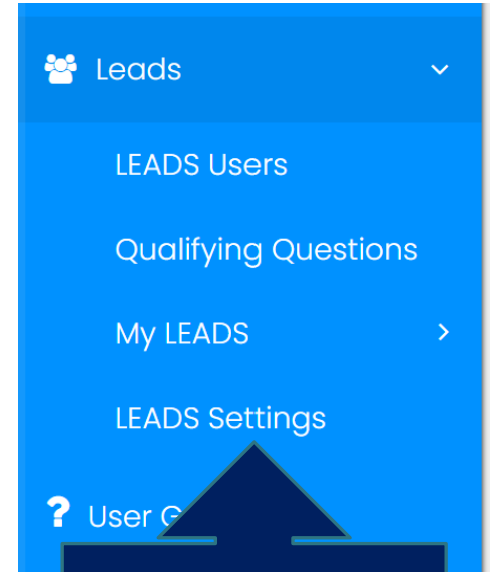 Leads
LEADS Users
Qualifying Questions
My LEADS
LEADS Settings
User